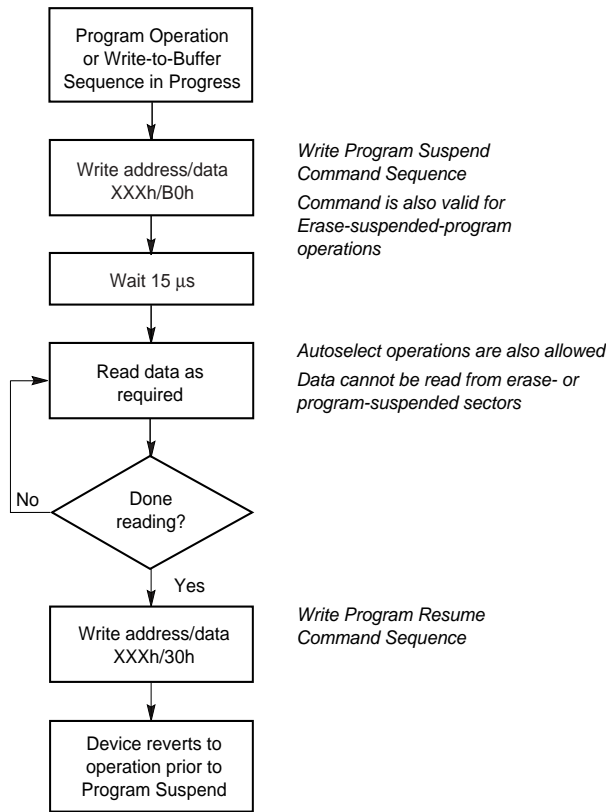 Program Operation
or Write-to-Buffer
Sequence in Progress
Write address/data
XXXh/B0h
Write Program Suspend
Command Sequence
Command is also valid for
Erase-suspended-program
operations
Wait 15 μs
Read data as
required
Autoselect operations are also allowed
Data cannot be read from erase- or
program-suspended sectors
No
Done
reading?
Yes
Write address/data
XXXh/30h
Write Program Resume
Command Sequence
Device reverts to
operation prior to
Program Suspend